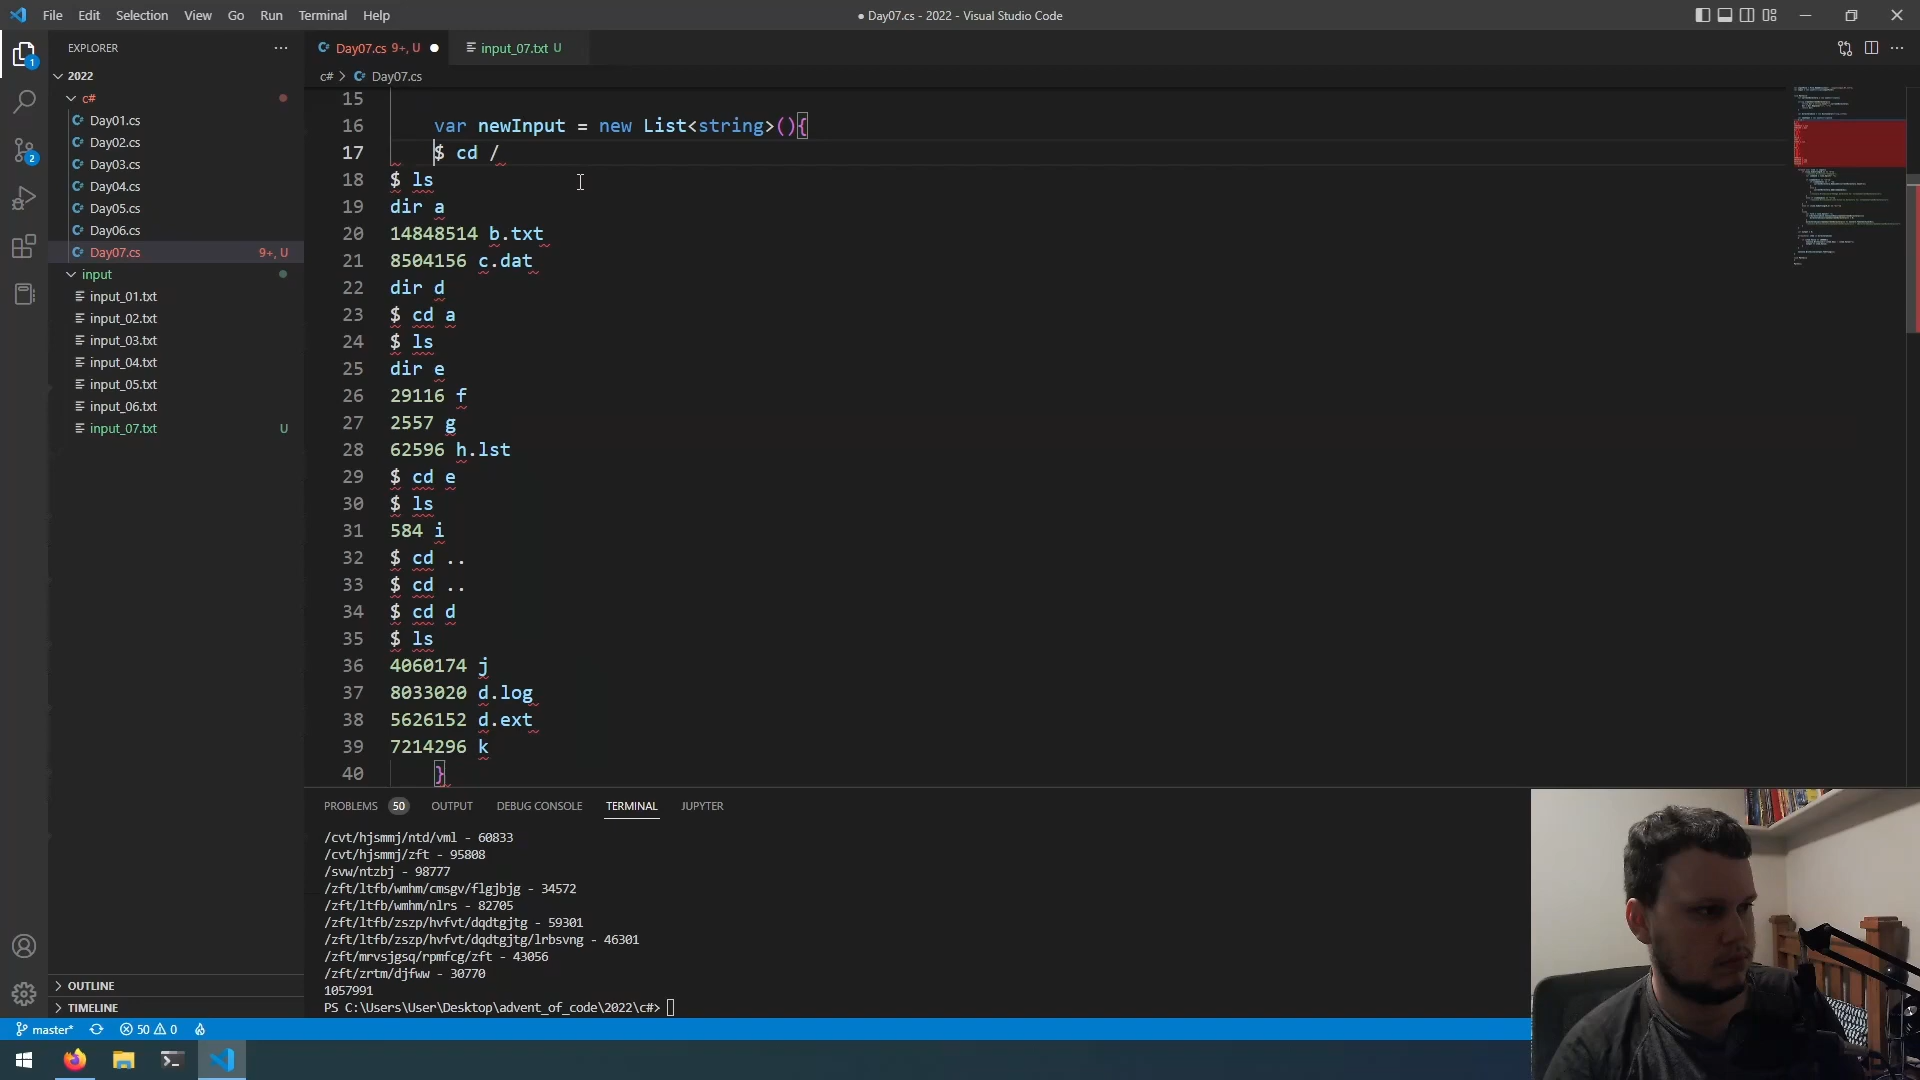 File Edit Selection View Go Run Terminal Help
● Day07.cs - 2022 - Visual Studio Code
EXPLORER
Day07.cs 9+, U
input_07.txt U
2022
c# > Day07.cs
c#
Day01.cs
Day02.cs
Day03.cs
Day04.cs
Day05.cs
Day06.cs
Day07.cs 9+, U
input
input_01.txt
input_02.txt
input_03.txt
input_04.txt
input_05.txt
input_06.txt
input_07.txt U
OUTLINE
TIMELINE
15
16 var newInput = new List<string>(){
17 $ cd /
18 $ ls
19 dir a
20 14848514 b.txt
21 8504156 c.dat
22 dir d
23 $ cd a
24 $ ls
25 dir e
26 29116 f
27 2557 g
28 62596 h.lst
29 $ cd e
30 $ ls
31 584 i
32 $ cd ..
33 $ cd ..
34 $ cd d
35 $ ls
36 4060174 j
37 8033020 d.log
38 5626152 d.ext
39 7214296 k
40 }
PROBLEMS 50 OUTPUT DEBUG CONSOLE TERMINAL JUPYTER
/cvt/hjsmmj/ntd/vml - 60833
/cvt/hjsmmj/zft - 95808
/svw/ntzbj - 98777
/zft/ltfb/wmhm/cmsgv/flgjbjg - 34572
/zft/ltfb/wmhm/nlrs - 82705
/zft/ltfb/zszp/hvfvt/dqdtgjtg - 59301
/zft/ltfb/zszp/hvfvt/dqdtgjtg/lrbsvng - 46301
/zft/mrvsjgsq/rpmfcg/zft - 43056
/zft/zrtm/djfww - 30770
1057991
PS C:\Users\User\Desktop\advent_of_code\2022\c#>
master* 50 0
1
2